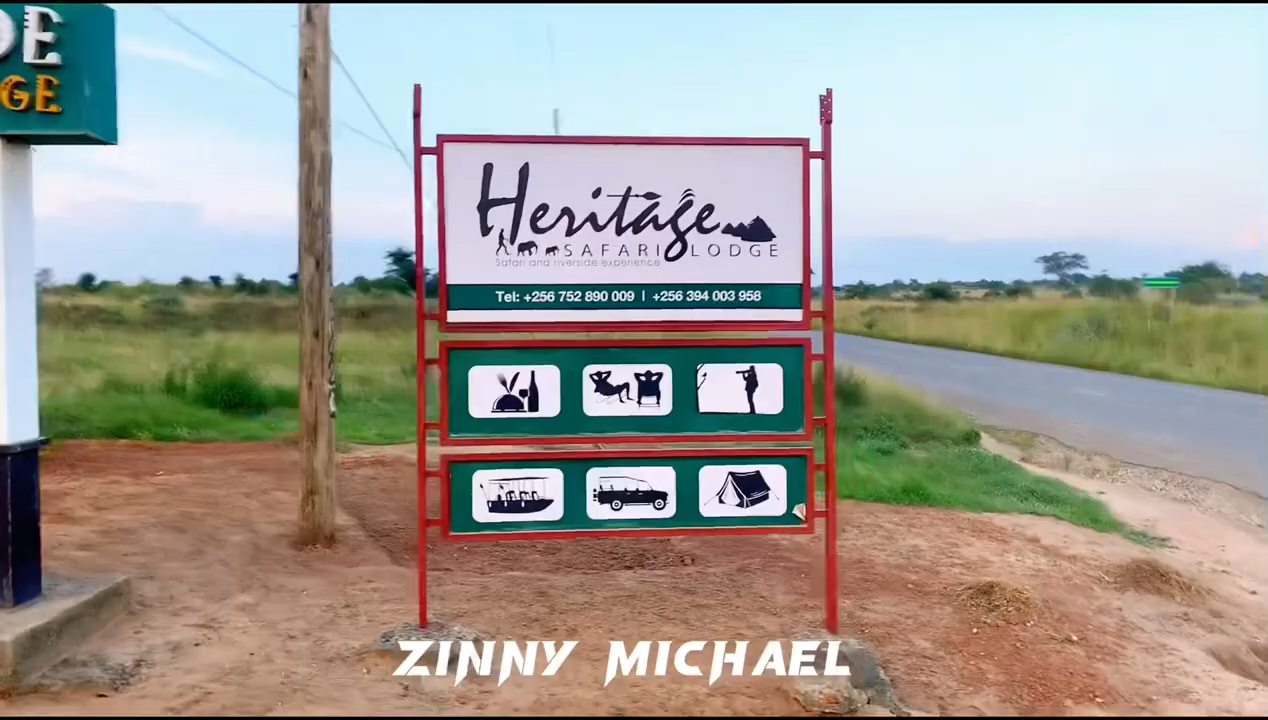 DE
GE
Heritage
SAFARI LODGE
Safari and riverside experience
Tel: +256 752 890 009 | +256 394 003 958
ZINNY MICHAEL